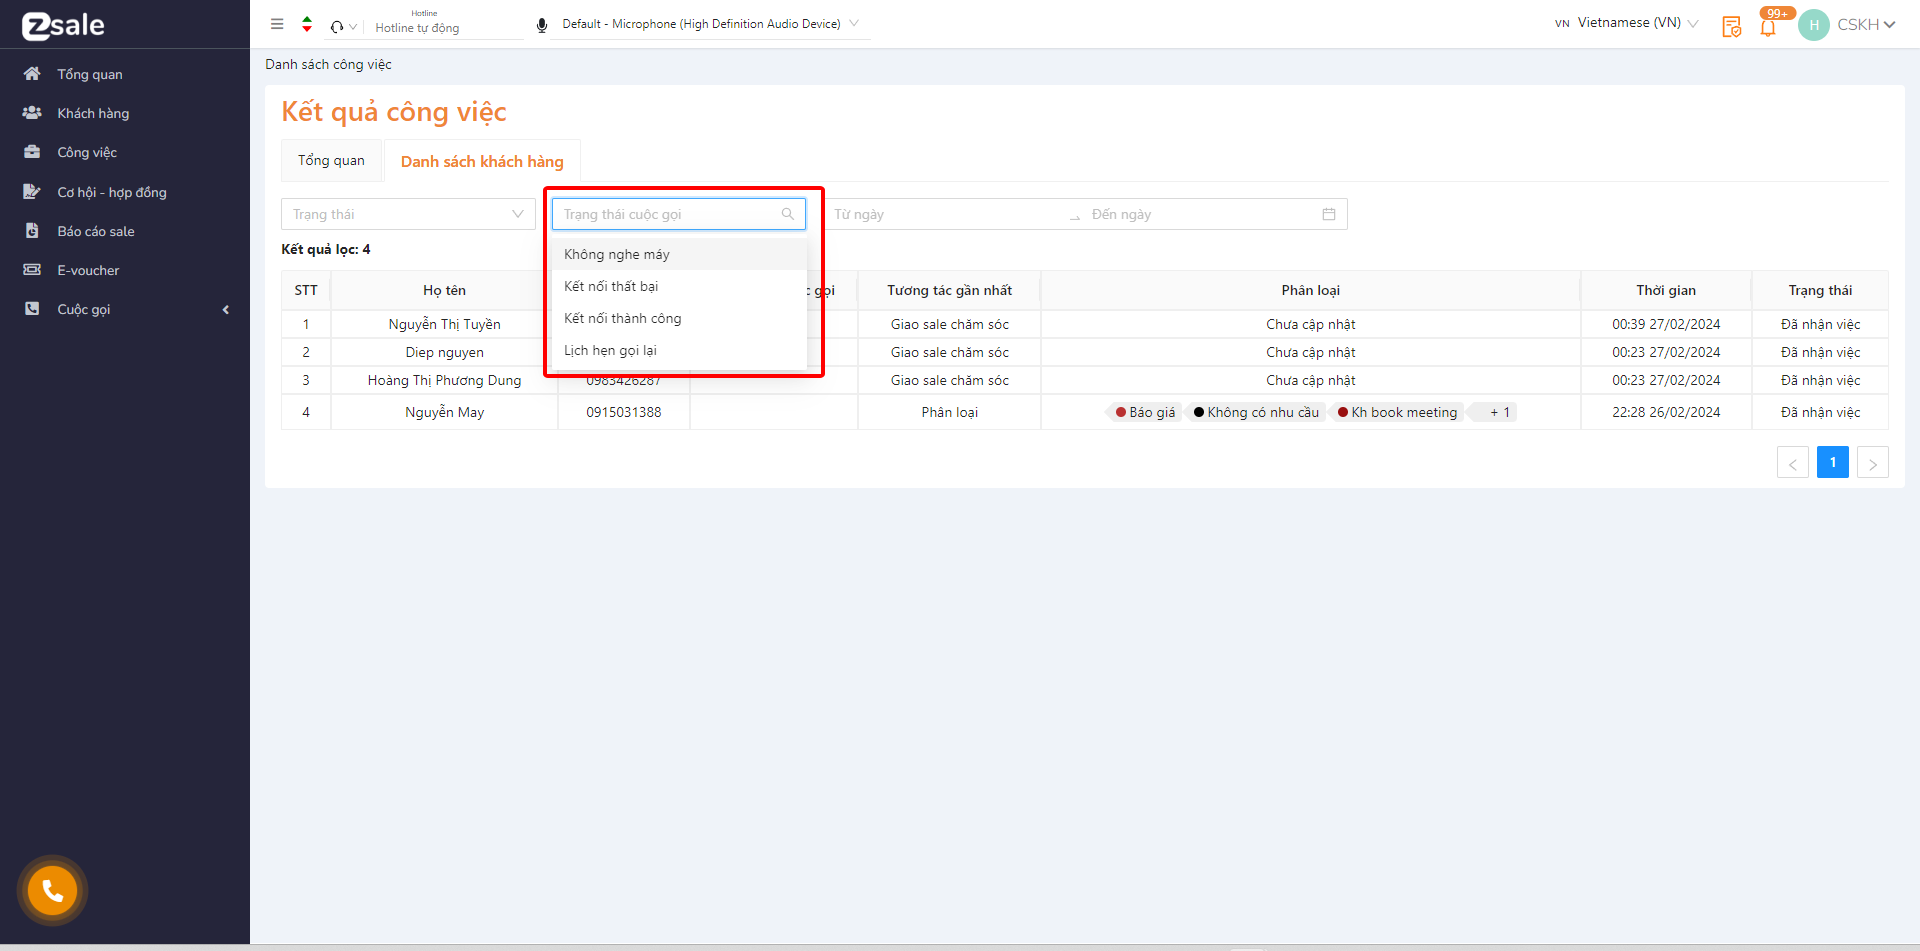 zsale
Hotline
Hotline tự động
Default - Microphone (High Definition Audio Device)
VN Vietnamese (VN)
99+
H
CSKH
Tổng quan
Khách hàng
Công việc
Cơ hội - hợp đồng
Báo cáo sale
E-voucher
Cuộc gọi
Danh sách công việc
Kết quả công việc
Tổng quan
Danh sách khách hàng
Trạng thái
Trạng thái cuộc gọi
Từ ngày
Đến ngày
Không nghe máy
Kết nối thất bại
Kết nối thành công
Lịch hẹn gọi lại
Kết quả lọc: 4
STT Họ tên gọi Tương tác gần nhất Phân loại Thời gian Trạng thái
1 Nguyễn Thị Tuyền Giao sale chăm sóc Chưa cập nhật 00:39 27/02/2024 Đã nhận việc
2 Diep nguyen Giao sale chăm sóc Chưa cập nhật 00:23 27/02/2024 Đã nhận việc
3 Hoàng Thị Phương Dung 0983426287 Giao sale chăm sóc Chưa cập nhật 00:23 27/02/2024 Đã nhận việc
4 Nguyễn May 0915031388 Phân loại Báo giá Không có nhu cầu Kh book meeting + 1 22:28 26/02/2024 Đã nhận việc
< 1 >